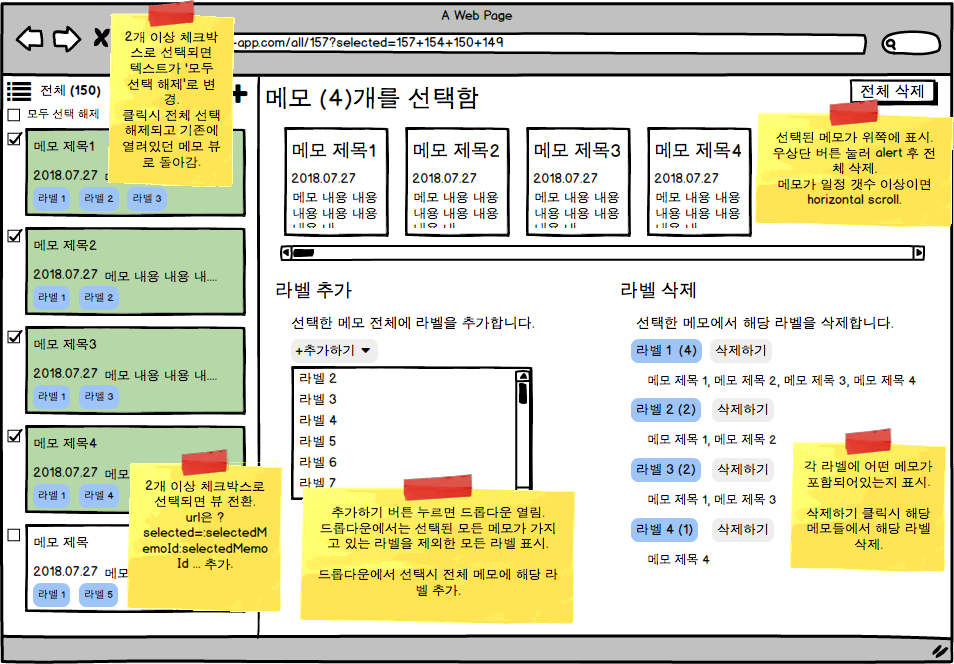 A Web Page
-app.com/all/157?selected=157+154+150+149
전체 (150)
모두 선택 해제
메모 제목1
2018.07.27
라벨 1 라벨 2 라벨 3
메모 제목2
2018.07.27 메모 내용 내용 내....
라벨 1 라벨 2
메모 제목3
2018.07.27 메모 내용 내용 내....
라벨 1 라벨 3
메모 제목4
2018.07.27 메모
라벨 1 라벨 4
메모 제목
2018.07.27 메모
라벨 1 라벨 5
2개 이상 체크박
스로 선택되면
텍스트가 '모두
선택 해제'로 변
경.
클릭시 전체 선택
해제되고 기존에
열려있던 메모 뷰
로 돌아감.
2개 이상 체크박스로
선택되면 뷰 전환.
url은 ?
selected=:selectedM
emoId:selectedMemo
Id ... 추가.
메모 (4)개를 선택함
전체 삭제
메모 제목1
2018.07.27
메모 내용 내용
내용 내용 내용
메모 제목2
2018.07.27
메모 내용 내용
내용 내용 내용
메모 제목3
2018.07.27
메모 내용 내용
내용 내용 내용
메모 제목4
2018.07.27
메모 내용 내용
내용 내용 내용
선택된 메모가 위쪽에 표시.
우상단 버튼 눌러 alert 후 전
체 삭제.
메모가 일정 갯수 이상이면
horizontal scroll.
라벨 추가
선택한 메모 전체에 라벨을 추가합니다.
+추가하기
라벨 2
라벨 3
라벨 4
라벨 5
라벨 6
라벨 7
추가하기 버튼 누르면 드롭다운 열림.
드롭다운에서는 선택된 모든 메모가 가지
고 있는 라벨을 제외한 모든 라벨 표시.
드롭다운에서 선택시 전체 메모에 해당 라
벨 추가.
라벨 삭제
선택한 메모에서 해당 라벨을 삭제합니다.
라벨 1 (4) 삭제하기
메모 제목 1, 메모 제목 2, 메모 제목 3, 메모 제목 4
라벨 2 (2) 삭제하기
메모 제목 1, 메모 제목 2
라벨 3 (2) 삭제하기
메모 제목 1, 메모 제목 3
라벨 4 (1) 삭제하기
메모 제목 4
각 라벨에 어떤 메모가
포함되어있는지 표시.
삭제하기 클릭시 해당
메모들에서 해당 라벨
삭제.